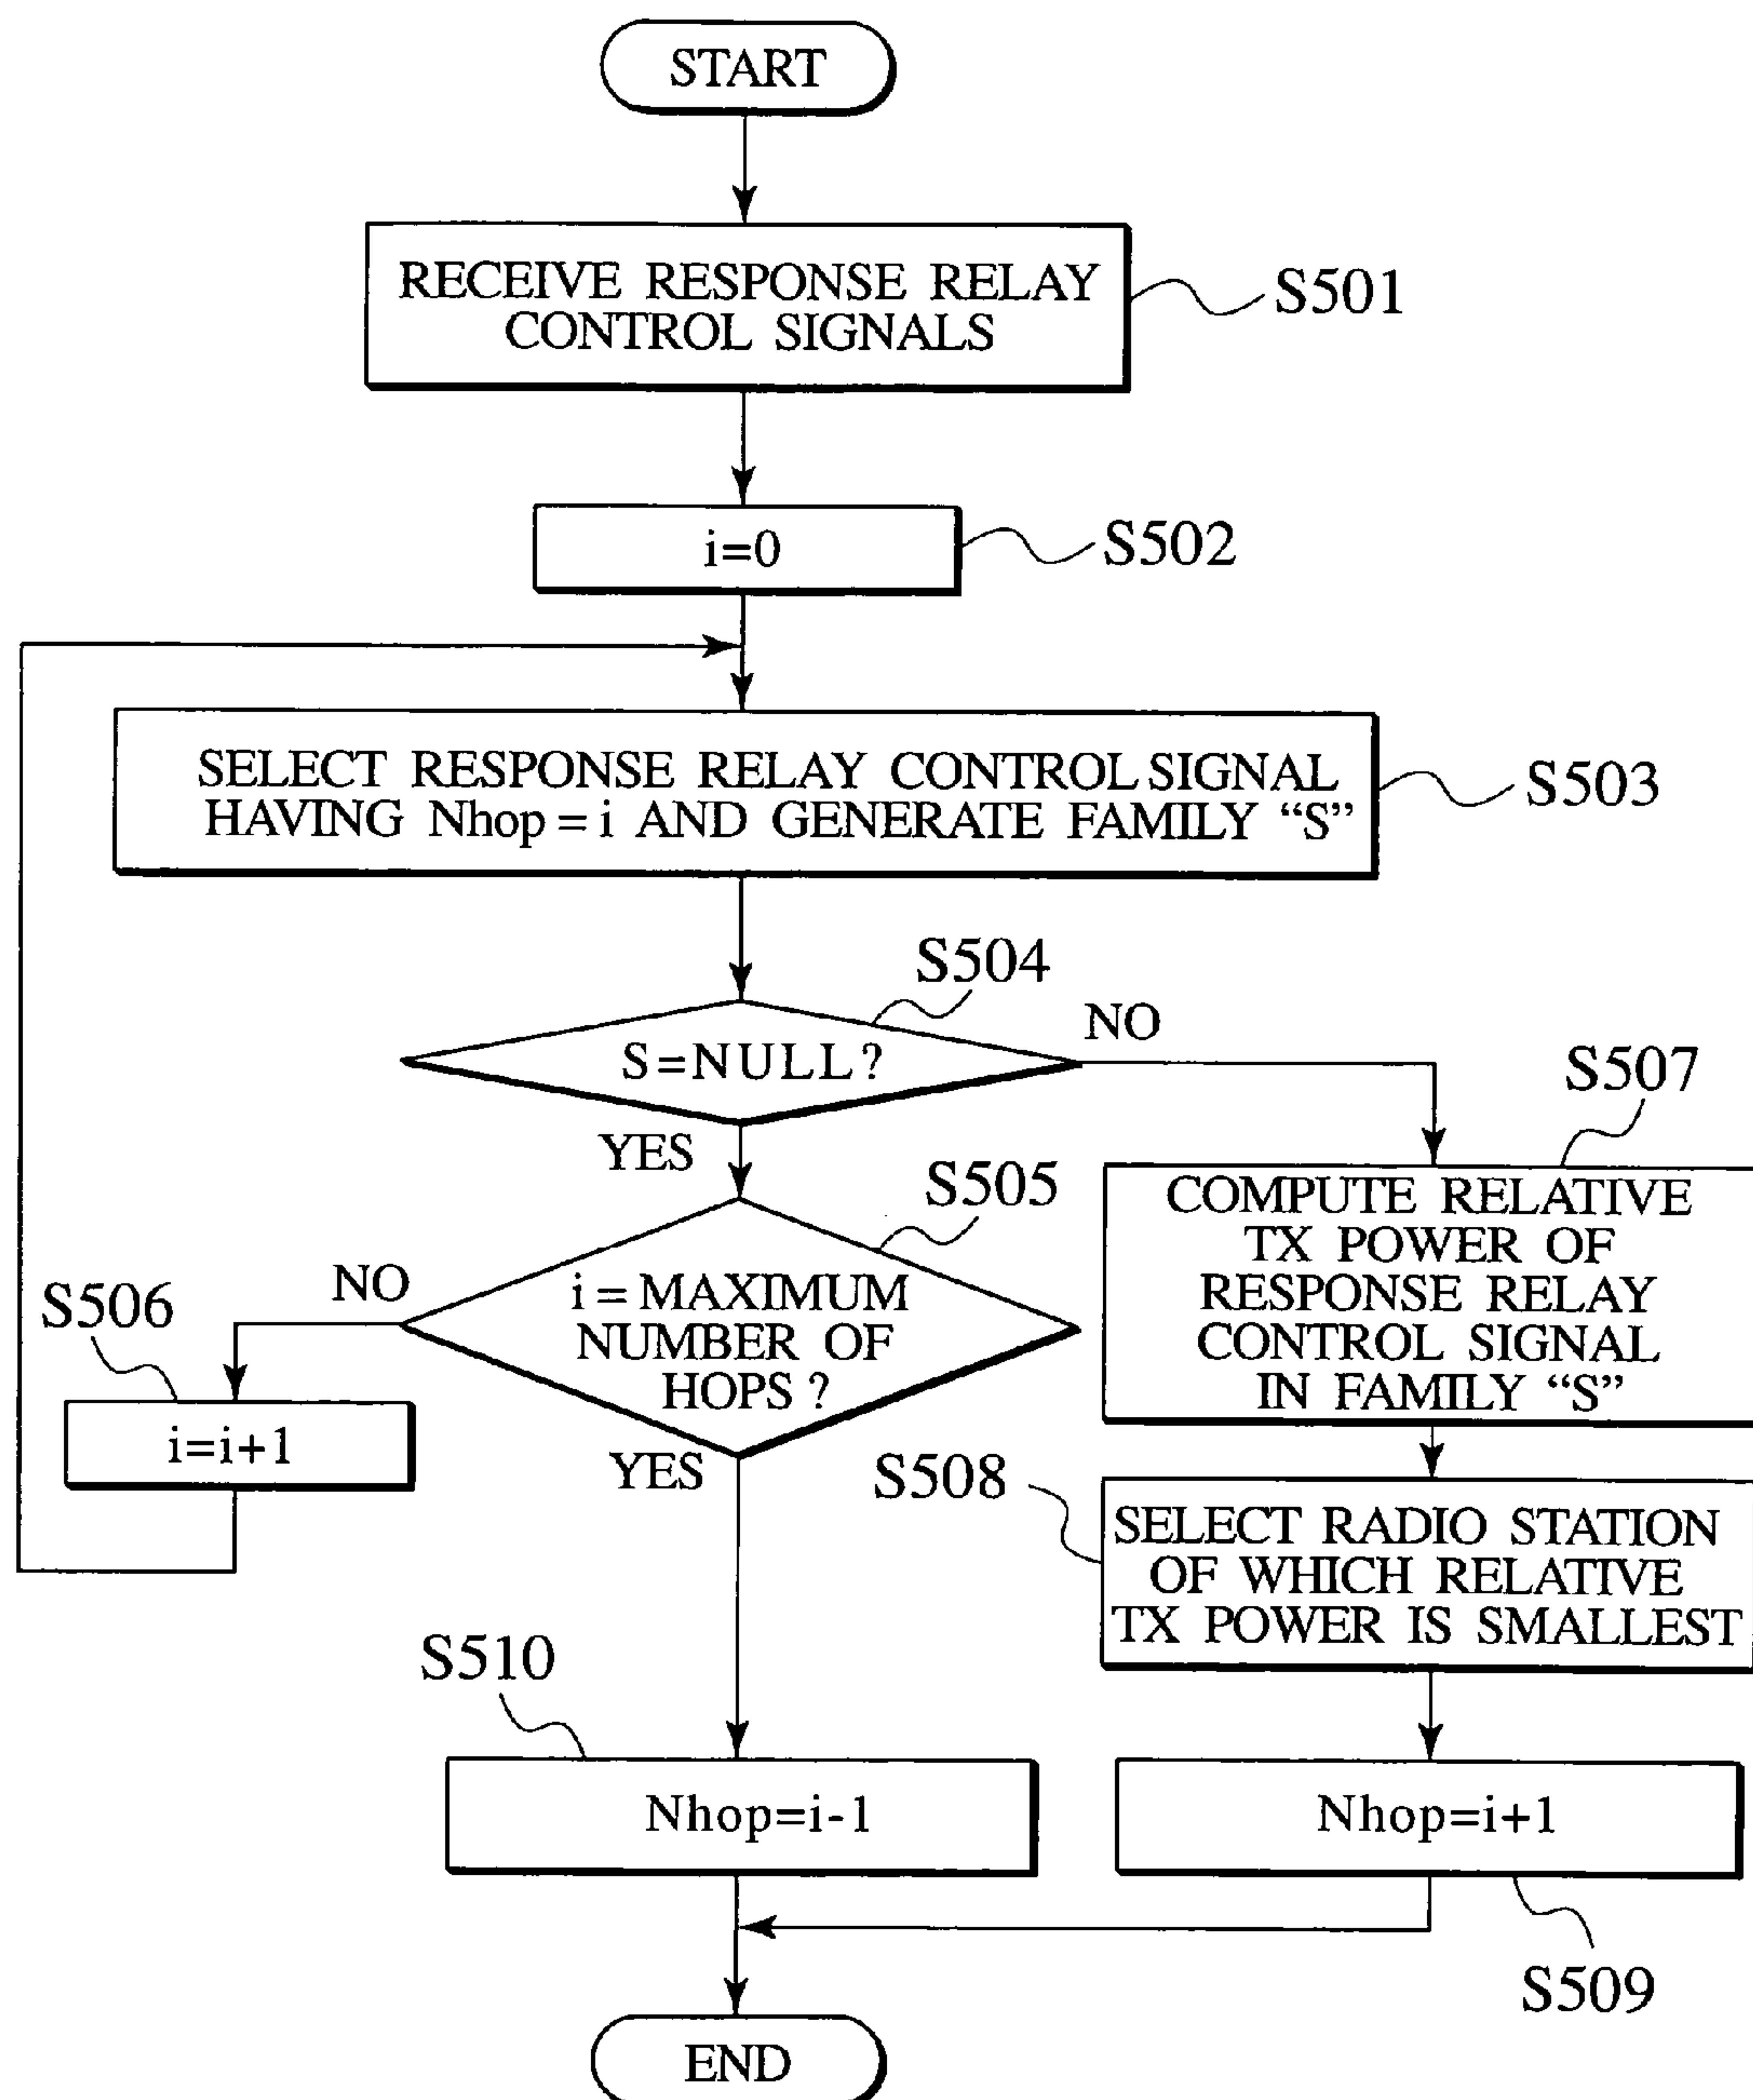 START
RECEIVE RESPONSE RELAY
CONTROL SIGNALS
S501
i=0
S502
SELECT RESPONSE RELAY CONTROL SIGNAL
HAVING Nhop = i AND GENERATE FAMILY “S”
S503
S504
S=NULL?
NO
YES
S507
COMPUTE RELATIVE
TX POWER OF
RESPONSE RELAY
CONTROL SIGNAL
IN FAMILY “S”
S505
i = MAXIMUM
NUMBER OF
HOPS ?
NO
YES
S506
i=i+1
S508
SELECT RADIO STATION
OF WHICH RELATIVE
TX POWER IS SMALLEST
S510
Nhop=i-1
Nhop=i+1
S509
END